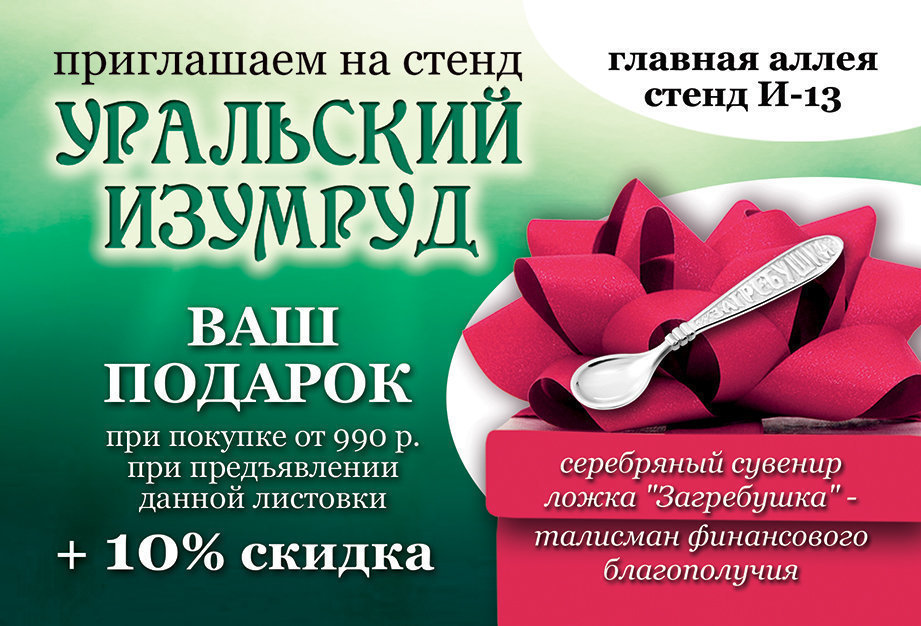 приглашаем на стенд
УРАЛЬСКИЙ
ИЗУМРУД
главная аллея
стенд И-13
ВАШ
ПОДАРОК
при покупке от 990 р.
при предъявлении
данной листовки
+ 10% скидка
ЗАГРЕБУШКА
серебряный сувенир
ложка "Загребушка" -
талисман финансового
благополучия